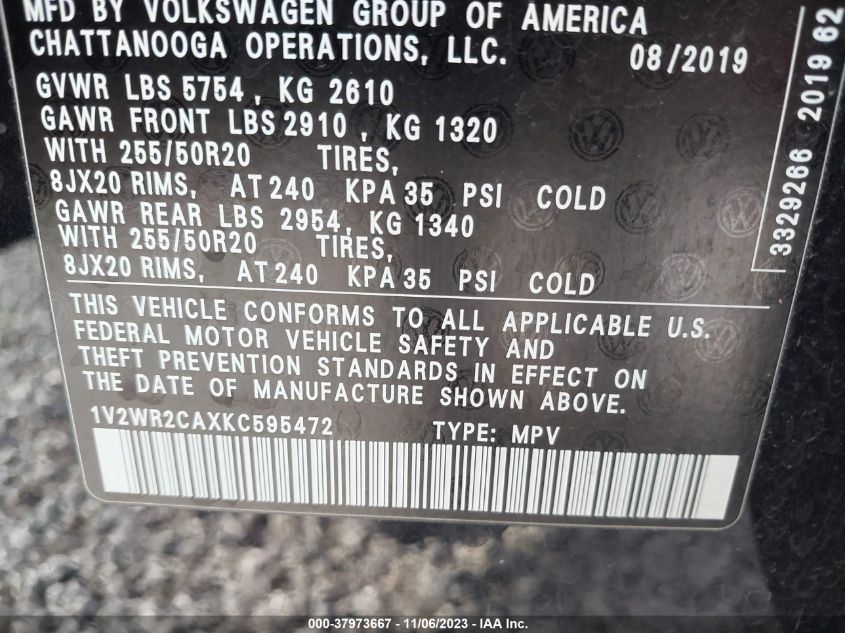 MFD BY VOLKSWAGEN GROUP OF AMERICA
CHATTANOOGA OPERATIONS, LLC. 08/2019
GVWR LBS 5754, KG 2610
GAWR FRONT LBS 2910, KG 1320
WITH 255/50R20 TIRES,
8JX20 RIMS, AT 240 KPA 35 PSI COLD
GAWR REAR LBS 2954, KG 1340
WITH 255/50R20 TIRES,
8JX20 RIMS, AT 240 KPA 35 PSI COLD
THIS VEHICLE CONFORMS TO ALL APPLICABLE U.S.
FEDERAL MOTOR VEHICLE SAFETY AND
THEFT PREVENTION STANDARDS IN EFFECT ON
THE DATE OF MANUFACTURE SHOWN ABOVE.
1V2WR2CAXKC595472 TYPE: MPV
3329266 2019 62
000-37973667 - 11/06/2023 - IAA Inc.